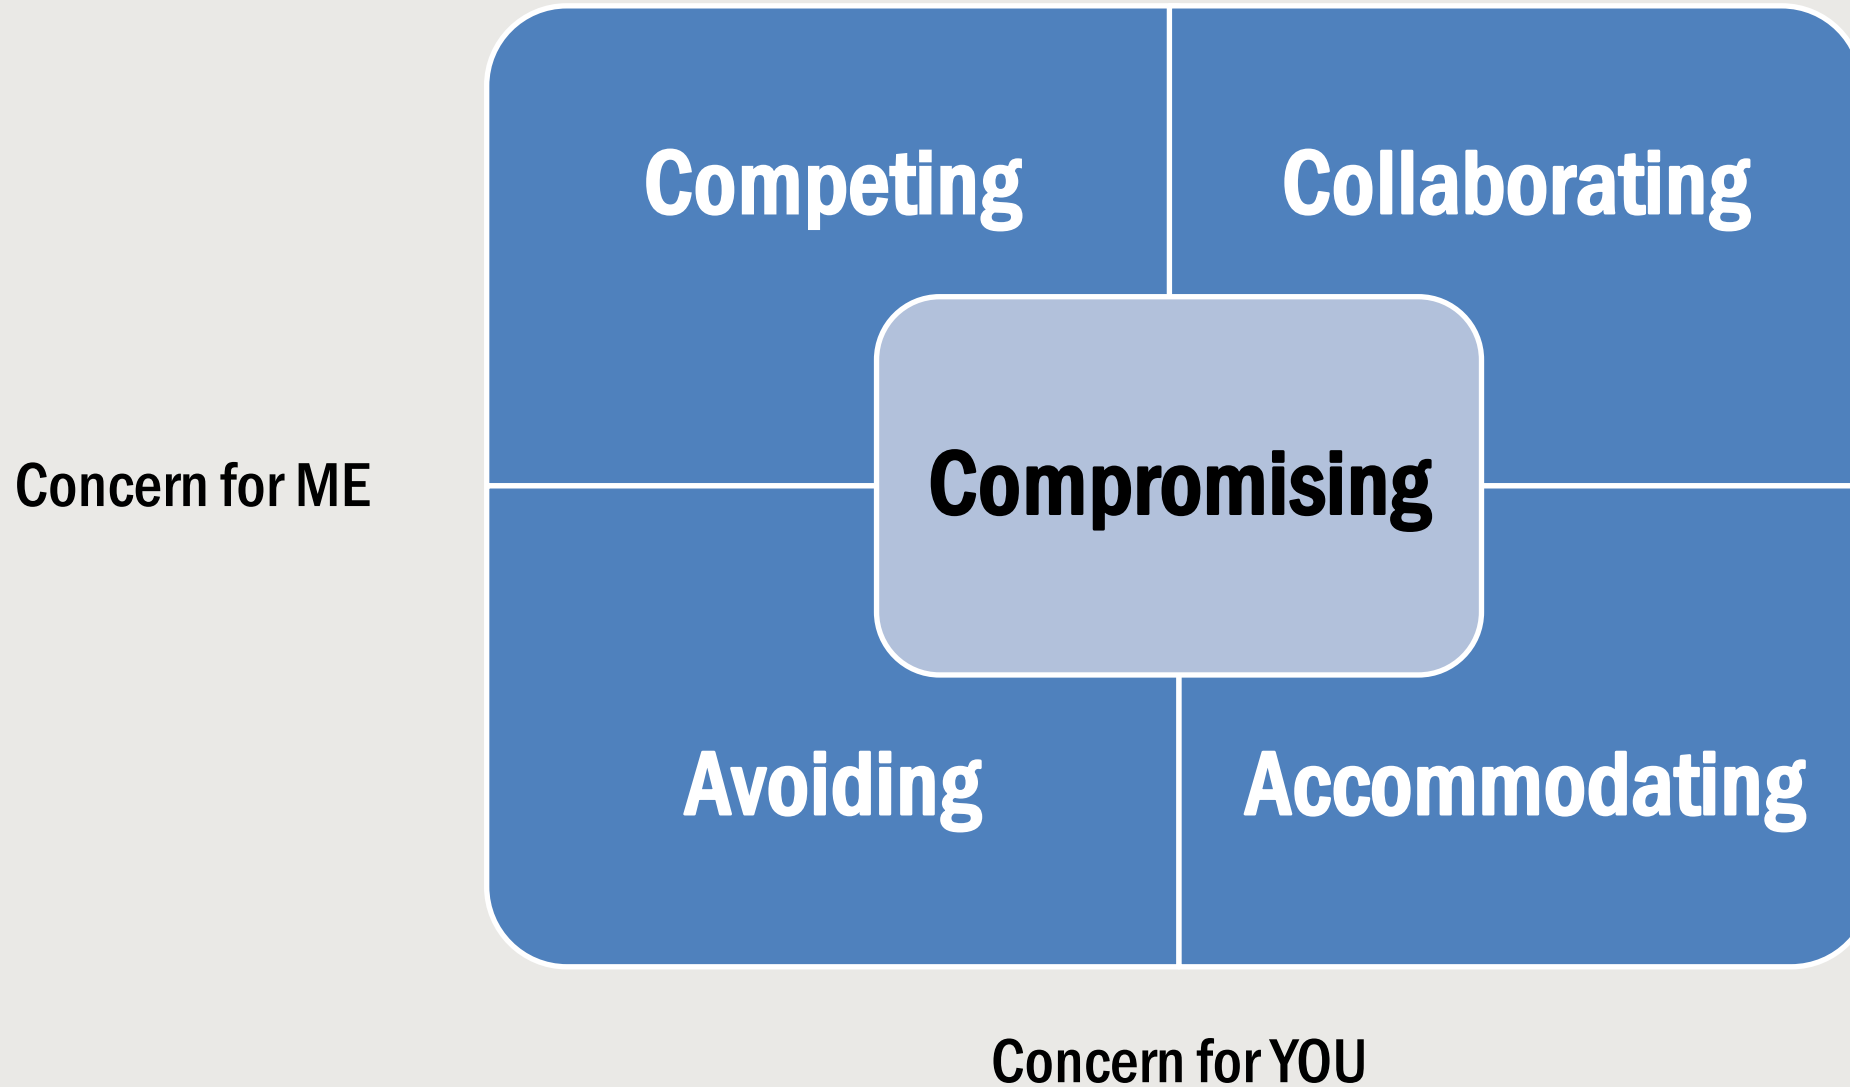 Competing
Collaborating
Concern for ME
Compromising
Avoiding
Accommodating
Concern for YOU